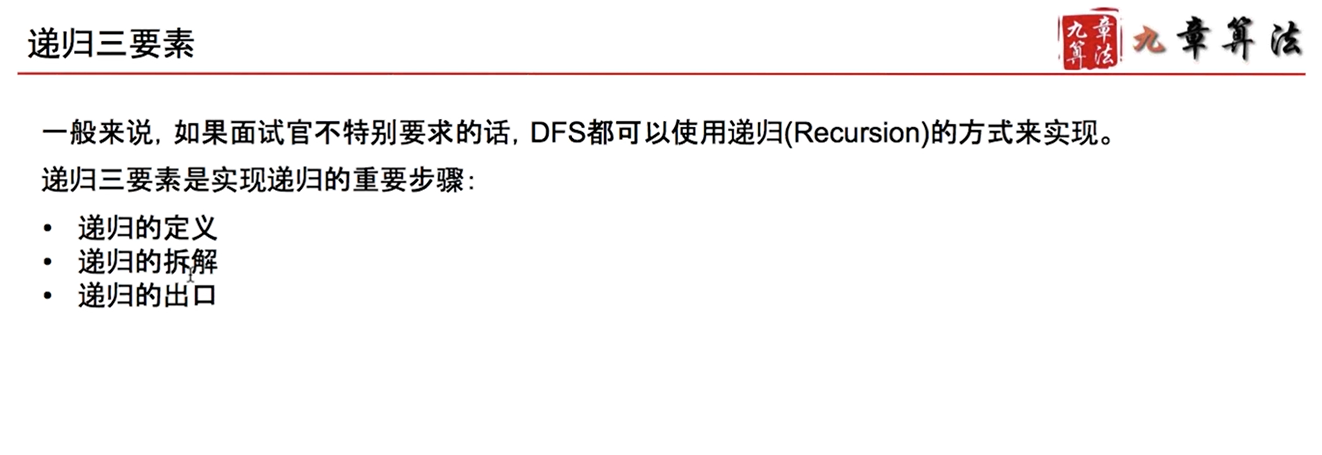 递归三要素
九章算法
九章算法
一般来说，如果面试官不特别要求的话，DFS都可以使用递归(Recursion)的方式来实现。
递归三要素是实现递归的重要步骤：
• 递归的定义
• 递归的拆解
• 递归的出口